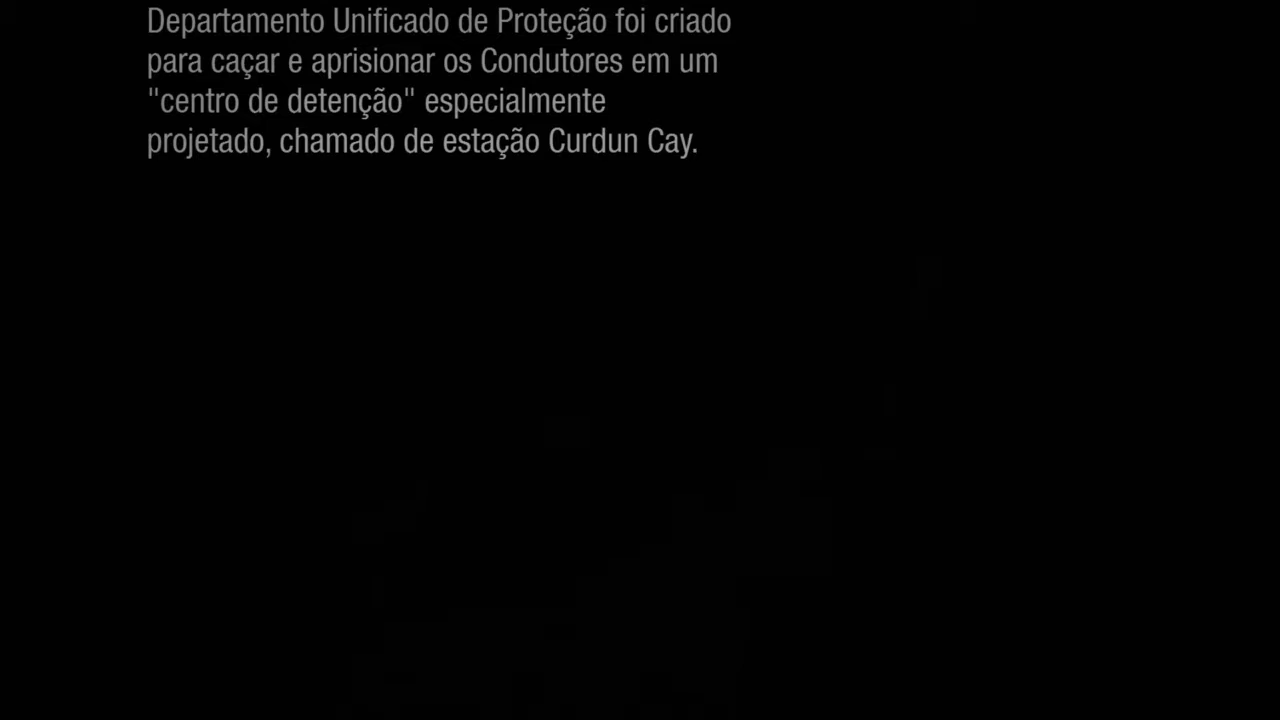 Departamento Unificado de Proteção foi criado
para caçar e aprisionar os Condutores em um
"centro de detenção" especialmente
projetado, chamado de estação Curdun Cay.